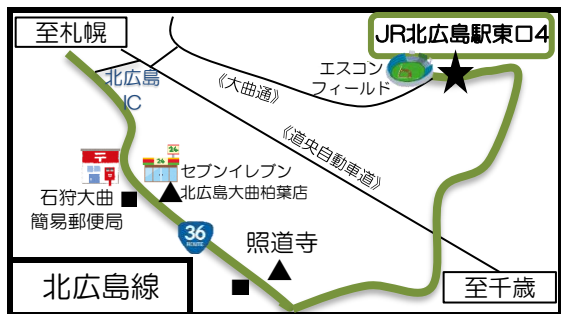 至札幌
JR北広島駅東口4
エスコン
フィールド
北広島
IC
《大曲通》
《道央自動車道》
24
24
セブンイレブン
北広島大曲柏葉店
石狩大曲
簡易郵便局
36
ROUTE
照道寺
北広島線
至千歳